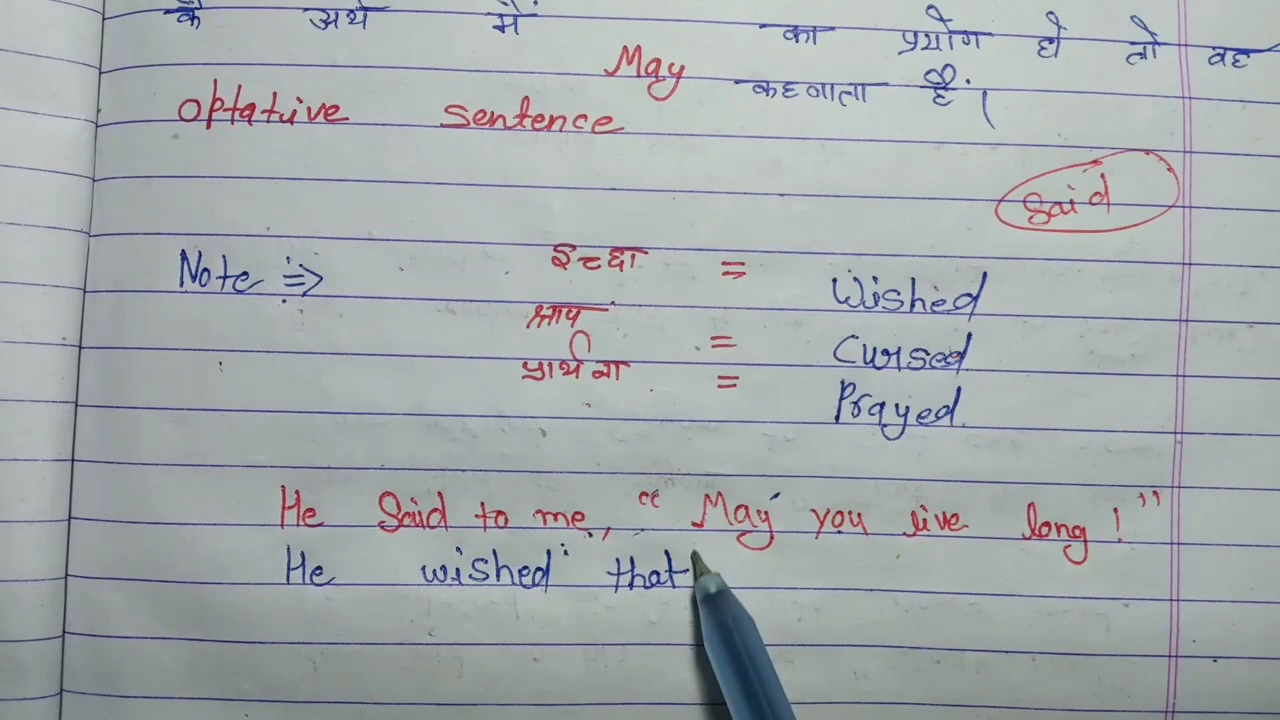 के अर्थ में May का प्रयोग हो तो वह
optative sentence कहलाता है।
said
Note ⇒ इच्छा = Wished
श्राप = Cursed
प्रार्थना = Prayed
He said to me, “May you live long!”
He wished that